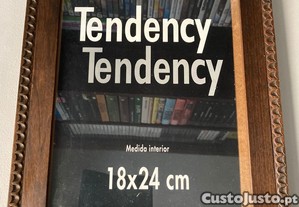 Tendency
Tendency
Medida interior
18x24 cm
CustoJusto.pt